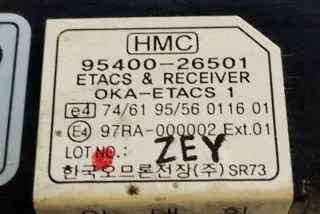 HMC
95400-26501
ETACS & RECEIVER
OKA-ETACS 1
e4 74/61 95/56 0116 01
E4 97RA-000002 Ext.01
LOT NO.: ZEY
한국오므론전장(주) SR73